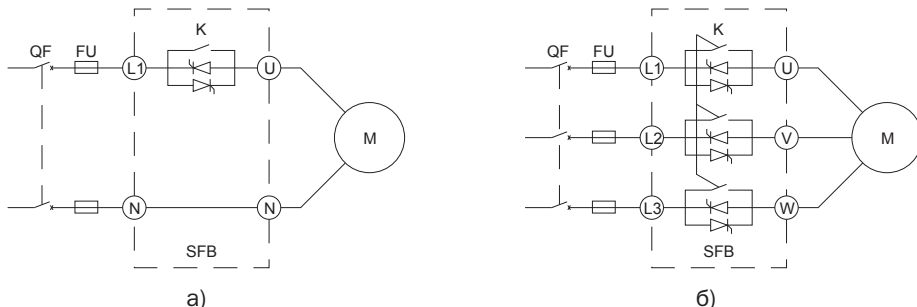 K K
QF FU L1 U QF FU L1 U
M L2 V M
N N L3 W
SFB SFB
а) б)